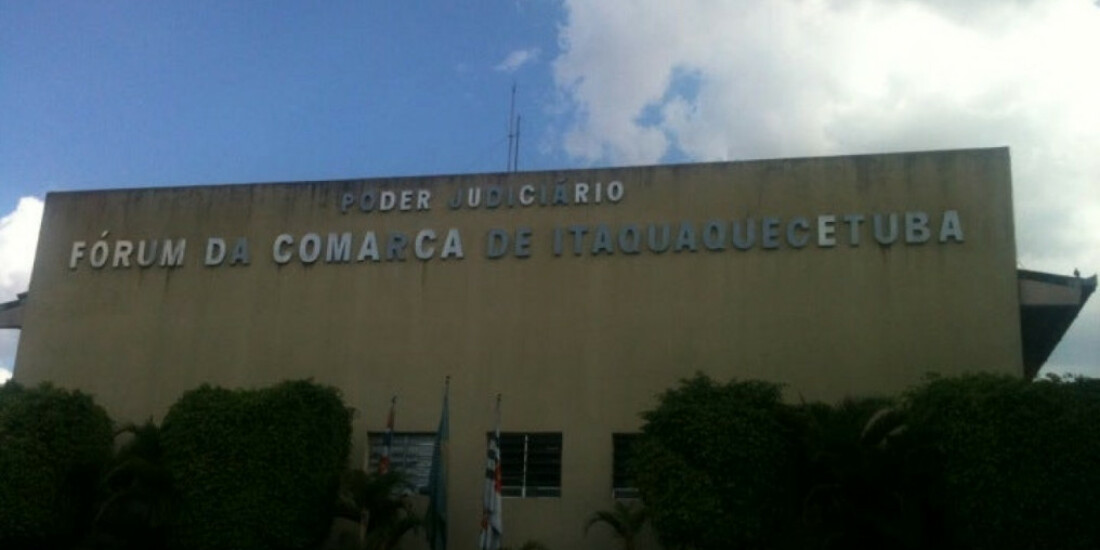 PODER JUDICIÁRIO
FÓRUM DA COMARCA DE ITAQUAQUECETUBA